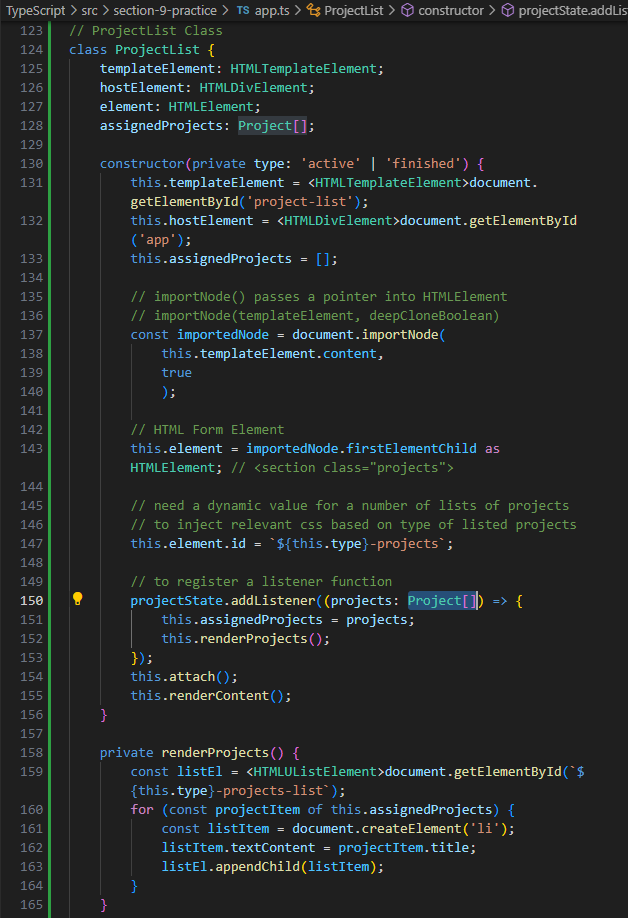 TypeScript > src > section-9-practice > TS app.ts > ProjectList > constructor > projectState.addLis
123 // ProjectList Class
124 class ProjectList {
125 templateElement: HTMLTemplateElement;
126 hostElement: HTMLDivElement;
127 element: HTMLElement;
128 assignedProjects: Project[];
129
130 constructor(private type: 'active' | 'finished') {
131 this.templateElement = <HTMLTemplateElement>document.
getElementById('project-list');
132 this.hostElement = <HTMLDivElement>document.getElementById
('app');
133 this.assignedProjects = [];
134
135 // importNode() passes a pointer into HTMLElement
136 // importNode(templateElement, deepCloneBoolean)
137 const importedNode = document.importNode(
138 this.templateElement.content,
139 true
140 );
141
142 // HTML Form Element
143 this.element = importedNode.firstElementChild as
HTMLElement; // <section class="projects">
144
145 // need a dynamic value for a number of lists of projects
146 // to inject relevant css based on type of listed projects
147 this.element.id = `${this.type}-projects`;
148
149 // to register a listener function
150 projectState.addListener((projects: Project[]) => {
151 this.assignedProjects = projects;
152 this.renderProjects();
153 });
154 this.attach();
155 this.renderContent();
156 }
157
158 private renderProjects() {
159 const listEl = <HTMLUListElement>document.getElementById(`$
{this.type}-projects-list`);
160 for (const projectItem of this.assignedProjects) {
161 const listItem = document.createElement('li');
162 listItem.textContent = projectItem.title;
163 listEl.appendChild(listItem);
164 }
165 }